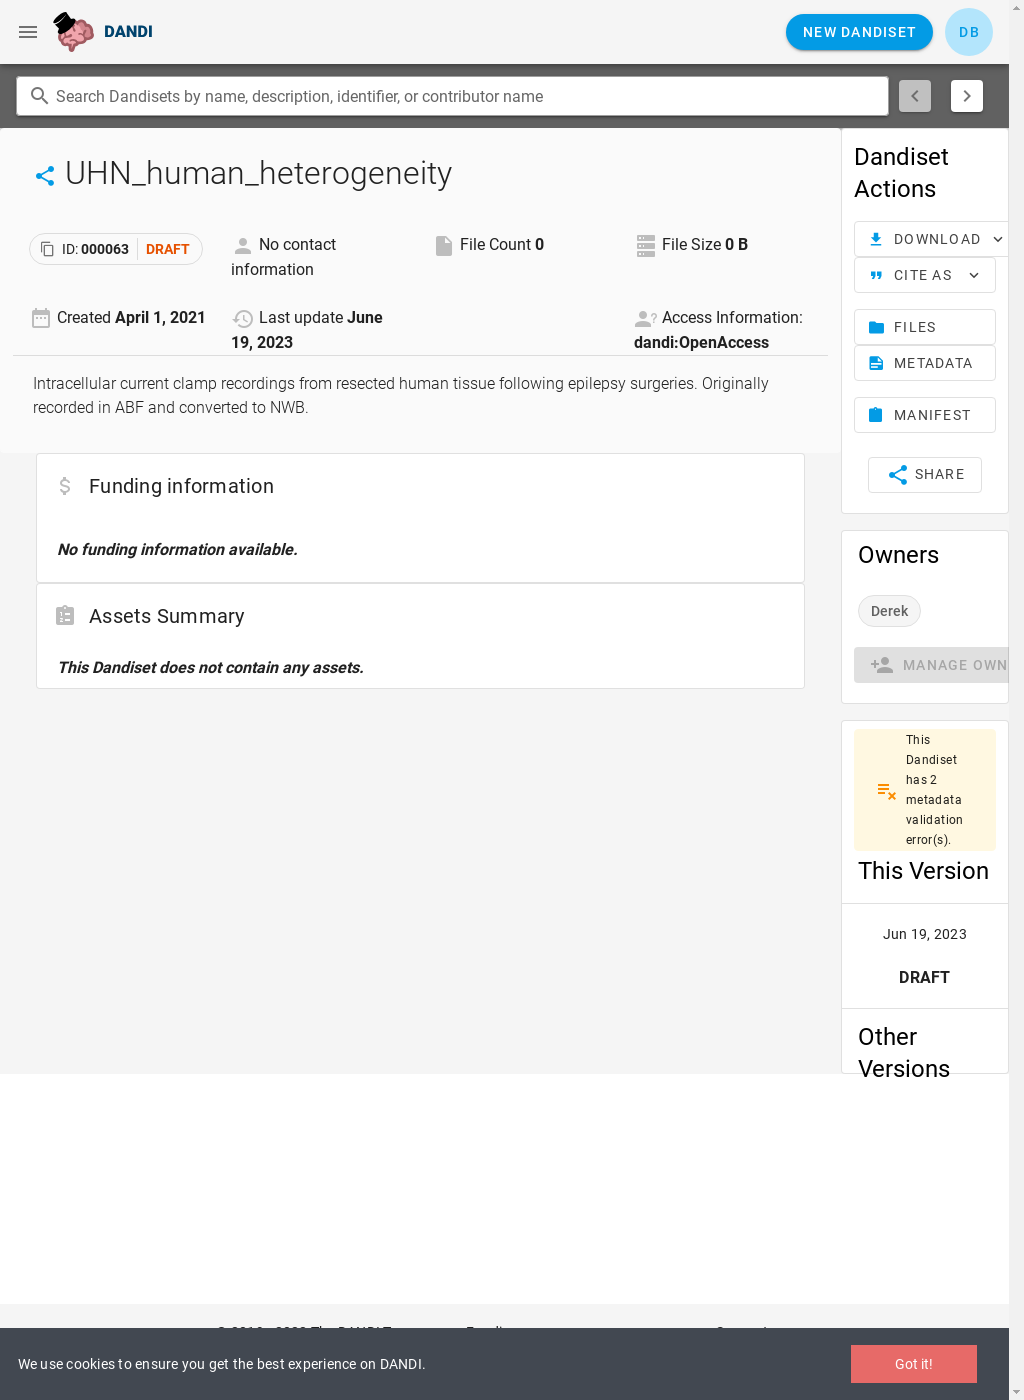 DANDI
NEW DANDISET
DB
Search Dandisets by name, description, identifier, or contributor name
UHN_human_heterogeneity
ID: 000063 DRAFT
No contact
information
File Count 0
File Size 0 B
Created April 1, 2021
Last update June
19, 2023
Access Information:
dandi:OpenAccess
Intracellular current clamp recordings from resected human tissue following epilepsy surgeries. Originally
recorded in ABF and converted to NWB.
Funding information
No funding information available.
Assets Summary
This Dandiset does not contain any assets.
Dandiset
Actions
DOWNLOAD
CITE AS
FILES
METADATA
MANIFEST
SHARE
Owners
Derek
MANAGE OWN
This
Dandiset
has 2
metadata
validation
error(s).
This Version
Jun 19, 2023
DRAFT
Other
Versions
We use cookies to ensure you get the best experience on DANDI.
Got it!